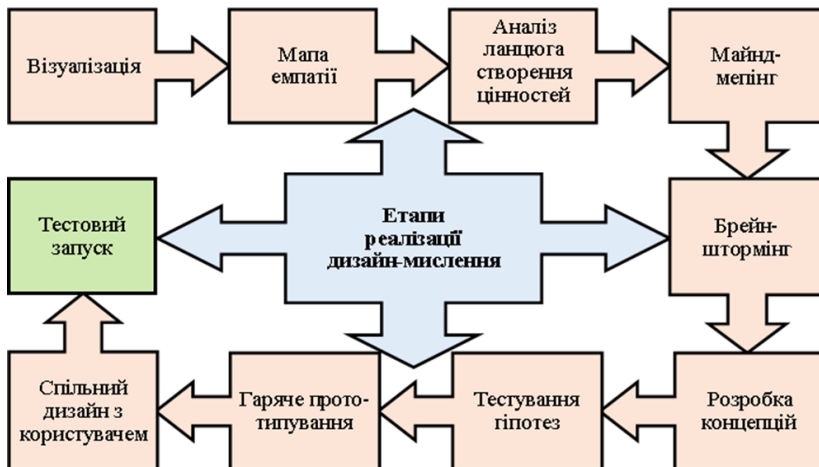 Візуалізація
Мапа
емпатії
Аналіз
ланцюга
створення
цінностей
Майнд-
мепінг
Тестовий
запуск
Етапи
реалізації
дизайн-мислення
Брейн-
штормінг
Спільний
дизайн з
користувачем
Гаряче прото-
типування
Тестування
гіпотез
Розробка
концепцій